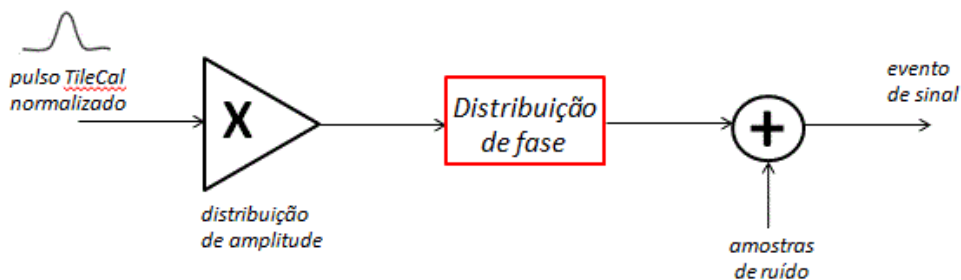 pulso TileCal
normalizado
X
distribuição
de amplitude
Distribuição
de fase
+
amostras
de ruído
evento
de sinal